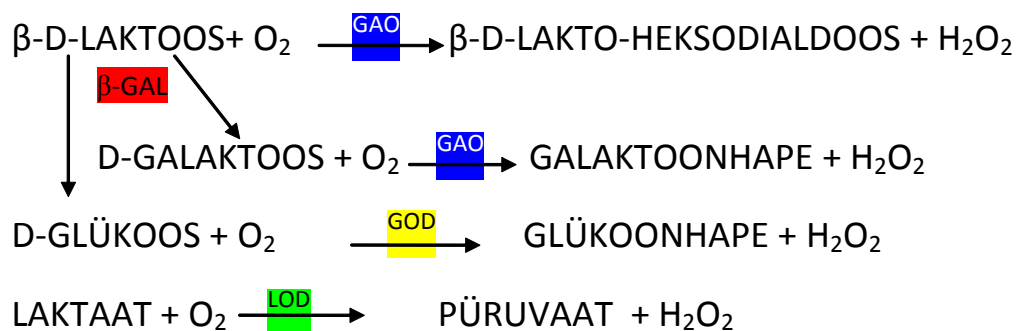 β-D-LAKTOOS+ O₂ GAO β-D-LAKTO-HEKSODIALDOOS + H₂O₂
β-GAL
D-GALAKTOOS + O₂ GAO GALAKTOONHAPE + H₂O₂
D-GLÜKOOS + O₂ GOD GLÜKOONHAPE + H₂O₂
LAKTAAT + O₂ LOD PÜRUVAAT + H₂O₂